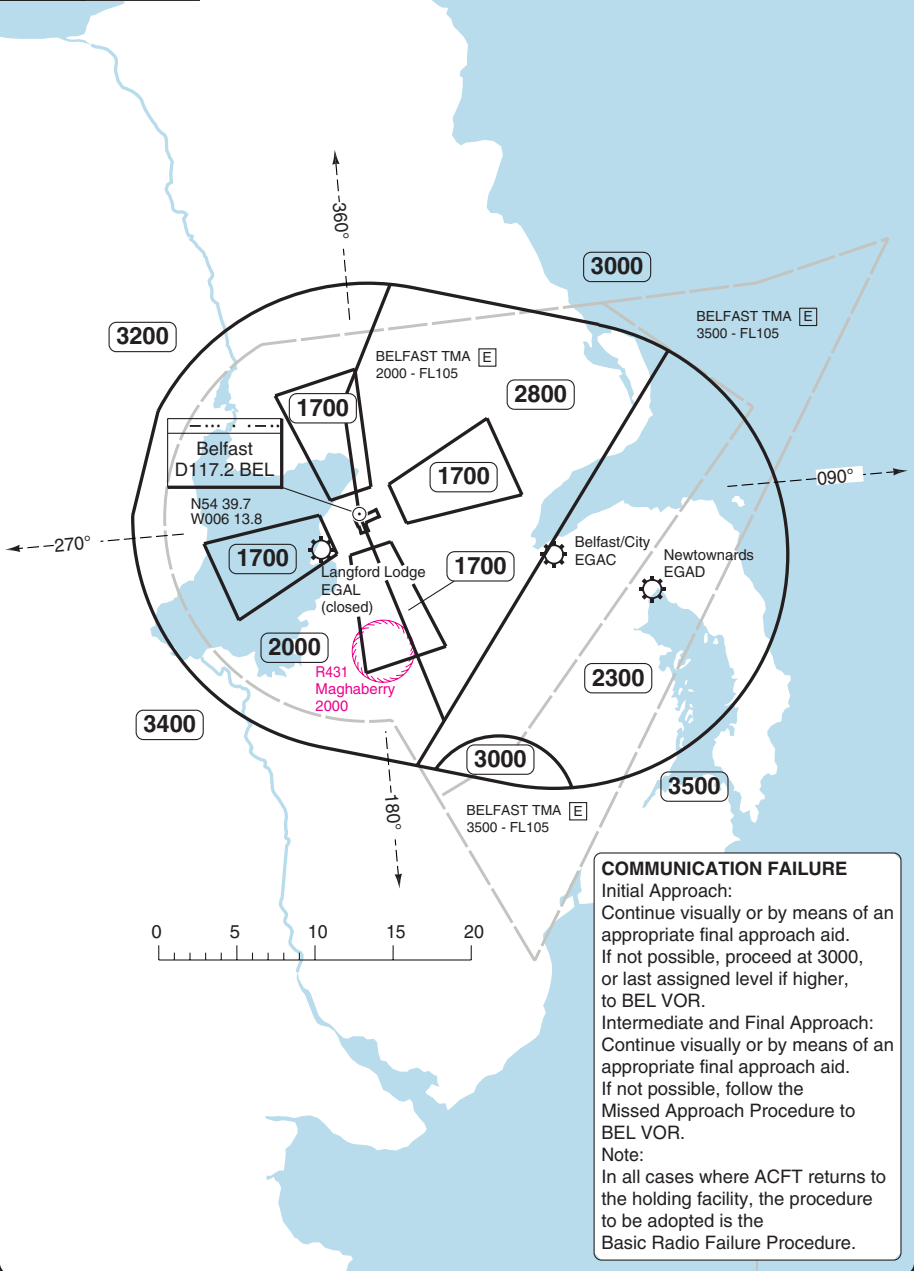 360°
3000
3200
BELFAST TMA E
3500 - FL105
BELFAST TMA E
2000 - FL105
2800
1700
Belfast
D117.2 BEL
1700
090°
N54 39.7
W006 13.8
270°
1700
Belfast/City
EGAC
Newtownards
EGAD
Langford Lodge
EGAL
(closed)
1700
2000
R431
Maghaberry
2000
2300
3400
3000
3500
180°
BELFAST TMA E
3500 - FL105
0 5 10 15 20
COMMUNICATION FAILURE
Initial Approach:
Continue visually or by means of an
appropriate final approach aid.
If not possible, proceed at 3000,
or last assigned level if higher,
to BEL VOR.
Intermediate and Final Approach:
Continue visually or by means of an
appropriate final approach aid.
If not possible, follow the
Missed Approach Procedure to
BEL VOR.
Note:
In all cases where ACFT returns to
the holding facility, the procedure
to be adopted is the
Basic Radio Failure Procedure.